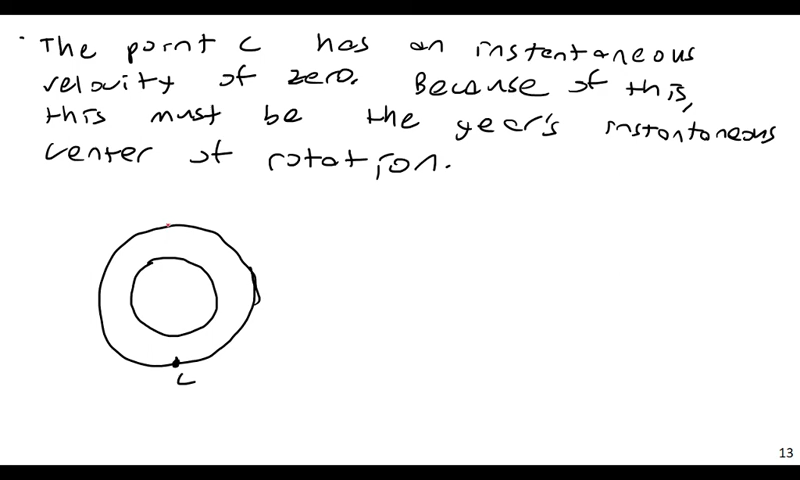 • The point C has an instantaneous
velocity of zero. Because of this,
this must be the gear's instantaneous
center of rotation.
C
13